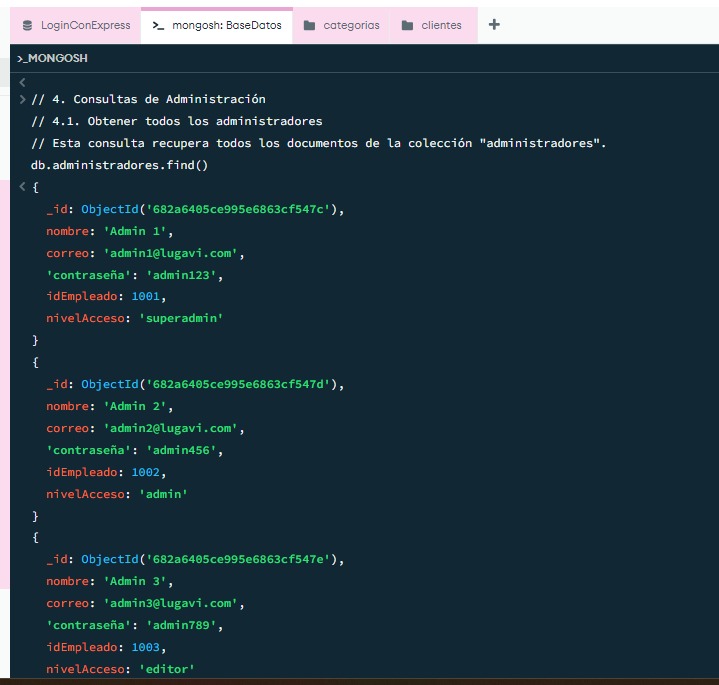 LoginConExpress
>_ mongosh: BaseDatos
categorias
clientes
+
>_MONGOSH
<
> // 4. Consultas de Administración
// 4.1. Obtener todos los administradores
// Esta consulta recupera todos los documentos de la colección "administradores".
db.administradores.find()
< {
_id: ObjectId('682a6405ce995e6863cf547c'),
nombre: 'Admin 1',
correo: 'admin1@lugavi.com',
'contraseña': 'admin123',
idEmpleado: 1001,
nivelAcceso: 'superadmin'
}
{
_id: ObjectId('682a6405ce995e6863cf547d'),
nombre: 'Admin 2',
correo: 'admin2@lugavi.com',
'contraseña': 'admin456',
idEmpleado: 1002,
nivelAcceso: 'admin'
}
{
_id: ObjectId('682a6405ce995e6863cf547e'),
nombre: 'Admin 3',
correo: 'admin3@lugavi.com',
'contraseña': 'admin789',
idEmpleado: 1003,
nivelAcceso: 'editor'